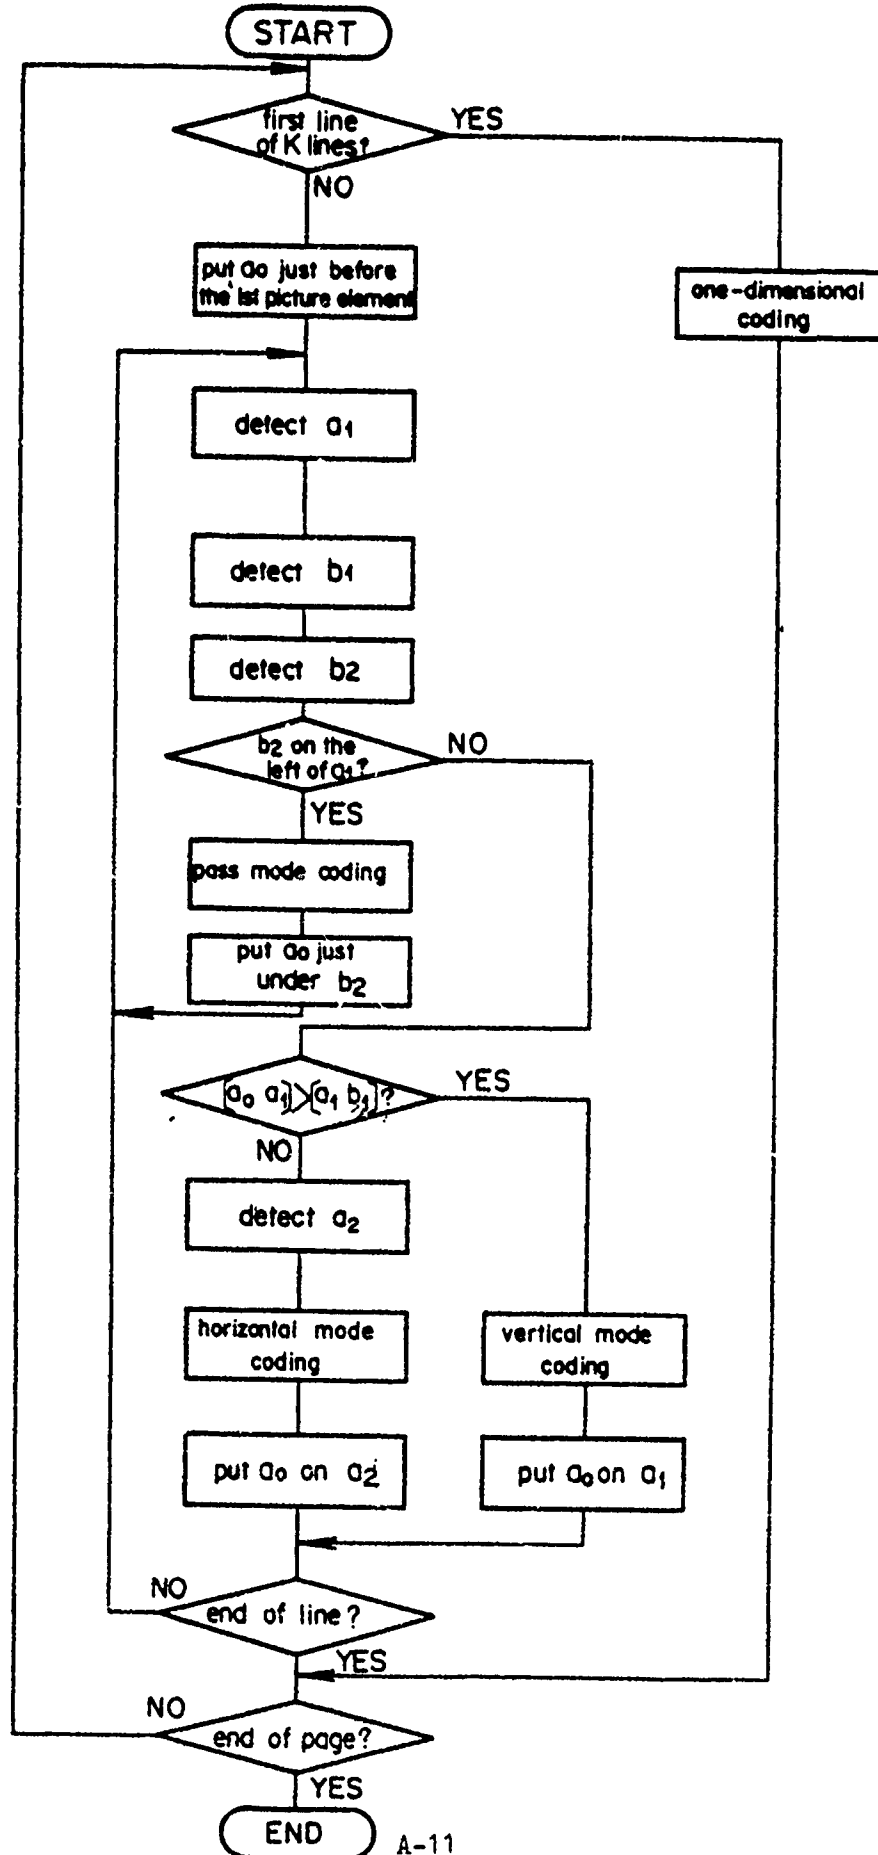 START
first line
of K lines?
YES
NO
put a0 just before
the 1st picture element
one-dimensional
coding
detect a1
detect b1
detect b2
b2 on the
left of a1?
NO
YES
pass mode coding
put a0 just
under b2
[a0 a1]>[a1 b1]?
YES
NO
detect a2
horizontal mode
coding
vertical mode
coding
put a0 on a2
put a0 on a1
NO
end of line?
YES
NO
end of page?
YES
END
A-11